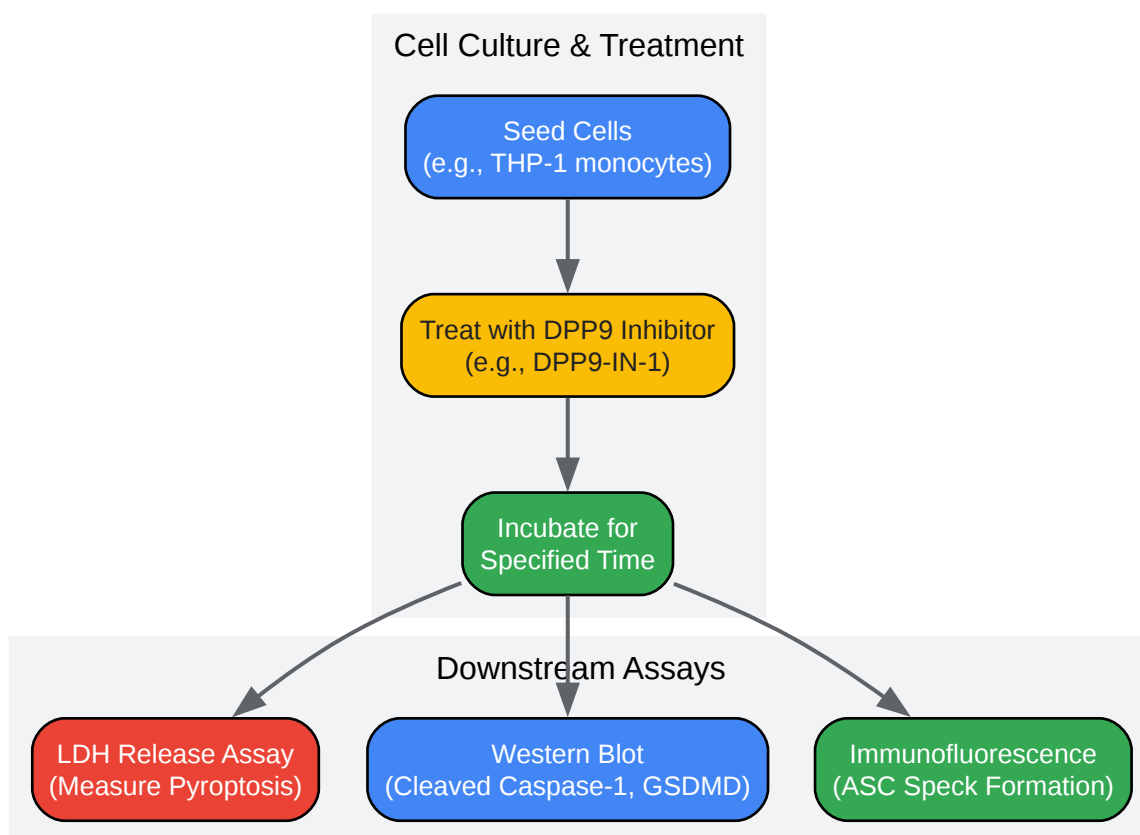 Cell Culture & Treatment
Seed Cells
(e.g., THP-1 monocytes)
Treat with DPP9 Inhibitor
(e.g., DPP9-IN-1)
Incubate for
Specified Time
Downstream Assays
LDH Release Assay
(Measure Pyroptosis)
Western Blot
(Cleaved Caspase-1, GSDMD)
Immunofluorescence
(ASC Speck Formation)